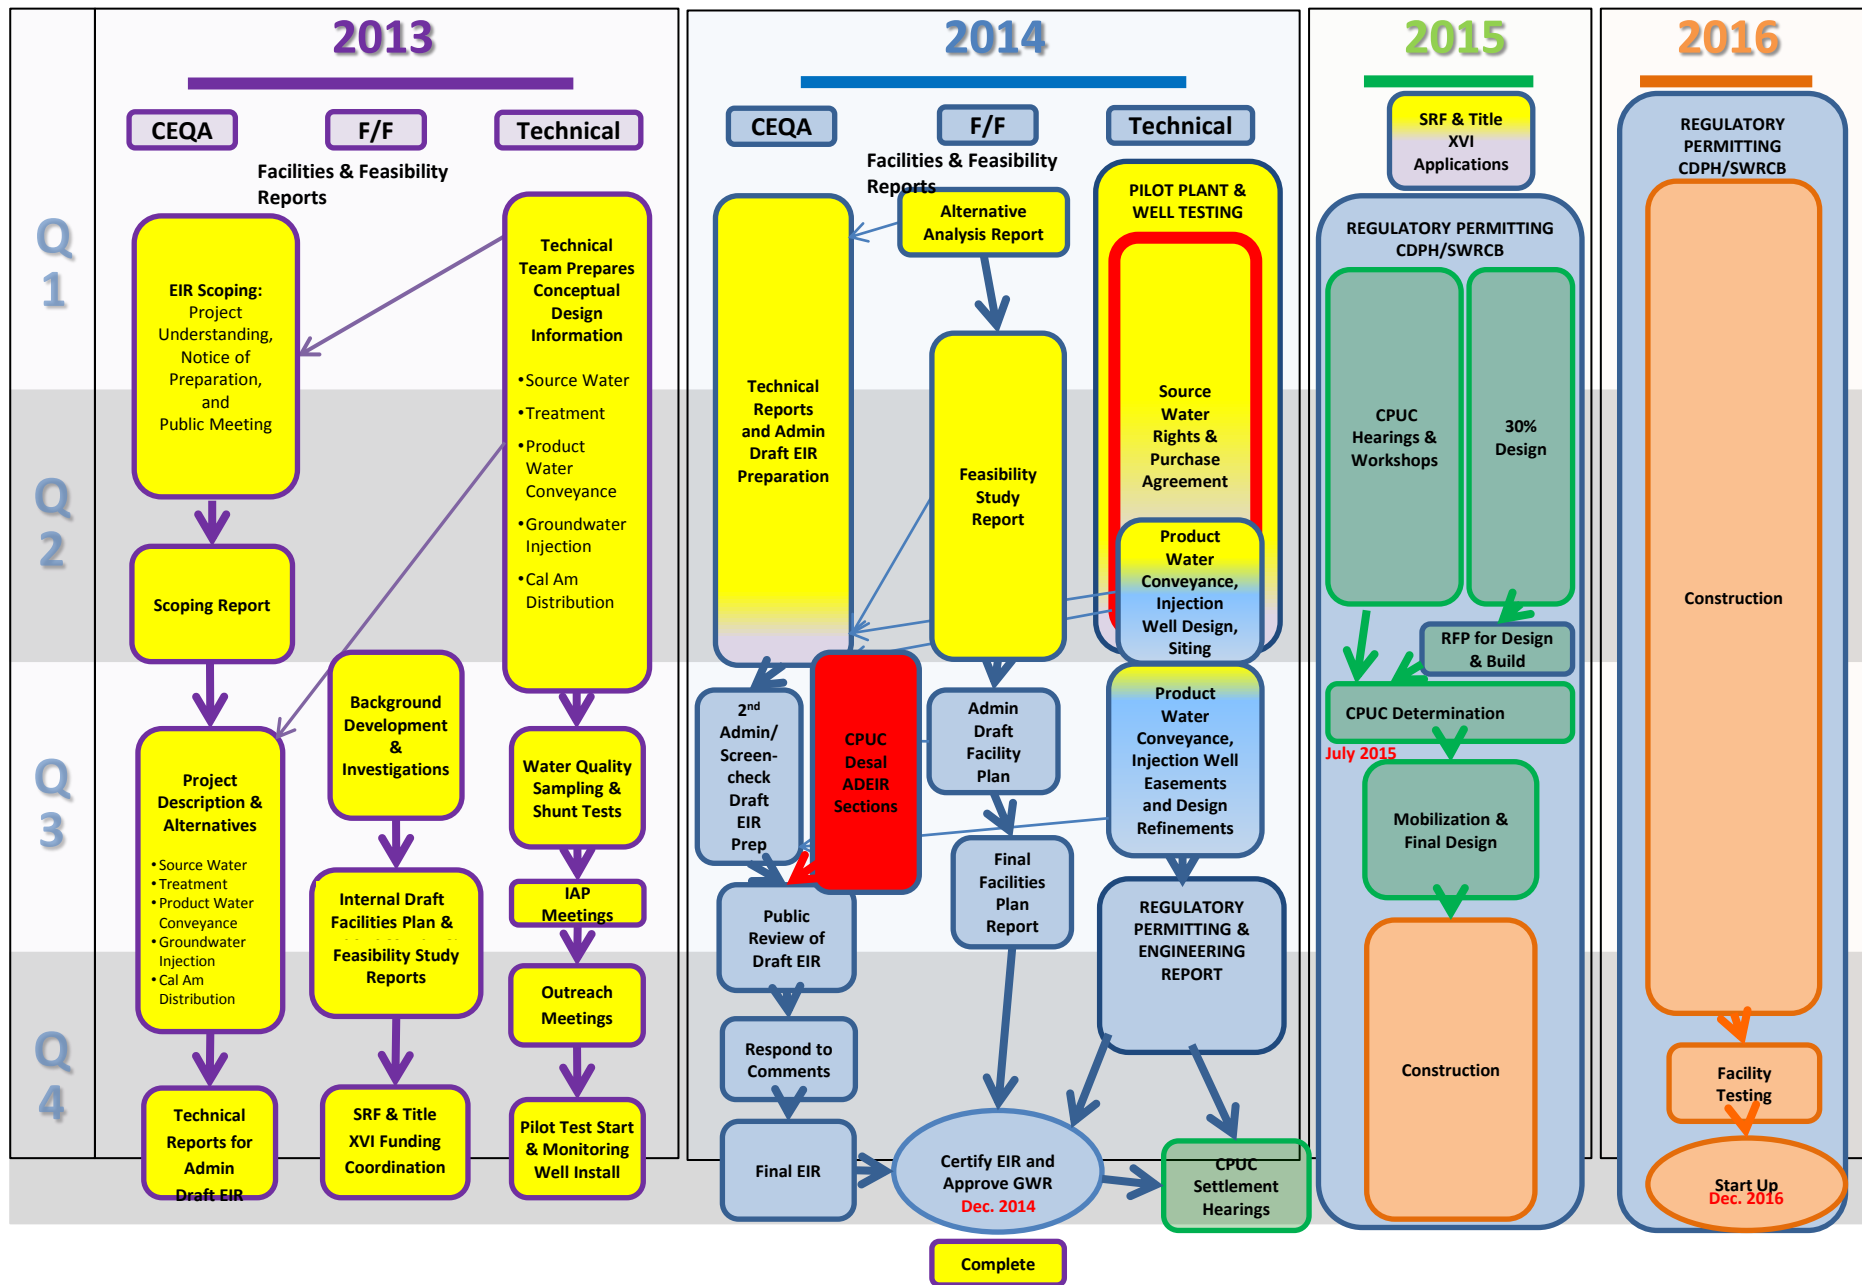 2013
2014
2015
2016
Q
1
Q
2
Q
3
Q
4
CEQA
F/F
Technical
Facilities & Feasibility
Reports
EIR Scoping:
Project
Understanding,
Notice of
Preparation,
and
Public Meeting
Scoping Report
Project
Description &
Alternatives
•Source Water
•Treatment
•Product Water
Conveyance
•Groundwater
Injection
•Cal Am
Distribution
Technical
Reports for
Admin
Draft EIR
Background
Development
&
Investigations
Internal Draft
Facilities Plan &
Feasibility Study
Reports
SRF & Title
XVI Funding
Coordination
Technical
Team Prepares
Conceptual
Design
Information
•Source Water
•Treatment
•Product
Water
Conveyance
•Groundwater
Injection
•Cal Am
Distribution
Water Quality
Sampling &
Shunt Tests
IAP
Meetings
Outreach
Meetings
Pilot Test Start
& Monitoring
Well Install
CEQA
F/F
Technical
Facilities & Feasibility
Reports
Technical
Reports
and Admin
Draft EIR
Preparation
2nd
Admin/
Screen-
check
Draft
EIR
Prep
Public
Review of
Draft EIR
Respond to
Comments
Final EIR
CPUC
Desal
ADEIR
Sections
Alternative
Analysis Report
Feasibility
Study
Report
Admin
Draft
Facility
Plan
Final
Facilities
Plan
Report
Certify EIR and
Approve GWR
Dec. 2014
PILOT PLANT &
WELL TESTING
Source
Water
Rights &
Purchase
Agreement
Product
Water
Conveyance,
Injection
Well Design,
Siting
Product
Water
Conveyance,
Injection Well
Easements
and Design
Refinements
REGULATORY
PERMITTING &
ENGINEERING
REPORT
CPUC
Settlement
Hearings
SRF & Title
XVI
Applications
REGULATORY PERMITTING
CDPH/SWRCB
CPUC
Hearings &
Workshops
30%
Design
RFP for Design
& Build
CPUC Determination
July 2015
Mobilization &
Final Design
Construction
REGULATORY
PERMITTING
CDPH/SWRCB
Construction
Facility
Testing
Start Up
Dec. 2016
Complete